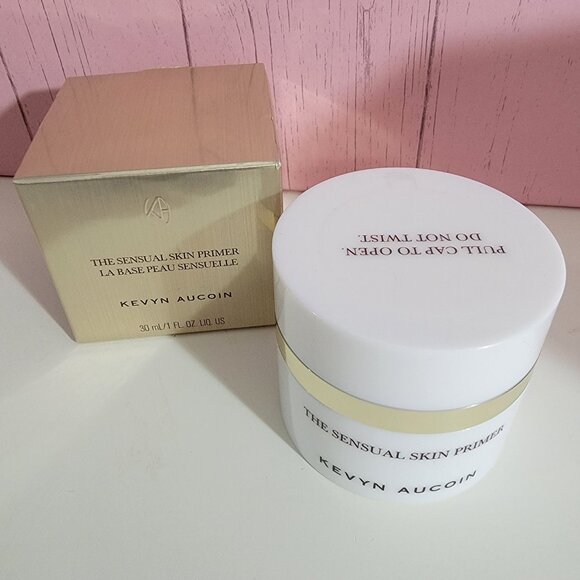 KA
THE SENSUAL SKIN PRIMER
LA BASE PEAU SENSUELLE
KEVYN AUCOIN
30 mL/1 FL. OZ. LIQ. US
PULL CAP TO OPEN.
DO NOT TWIST.
THE SENSUAL SKIN PRIMER
KEVYN AUCOIN